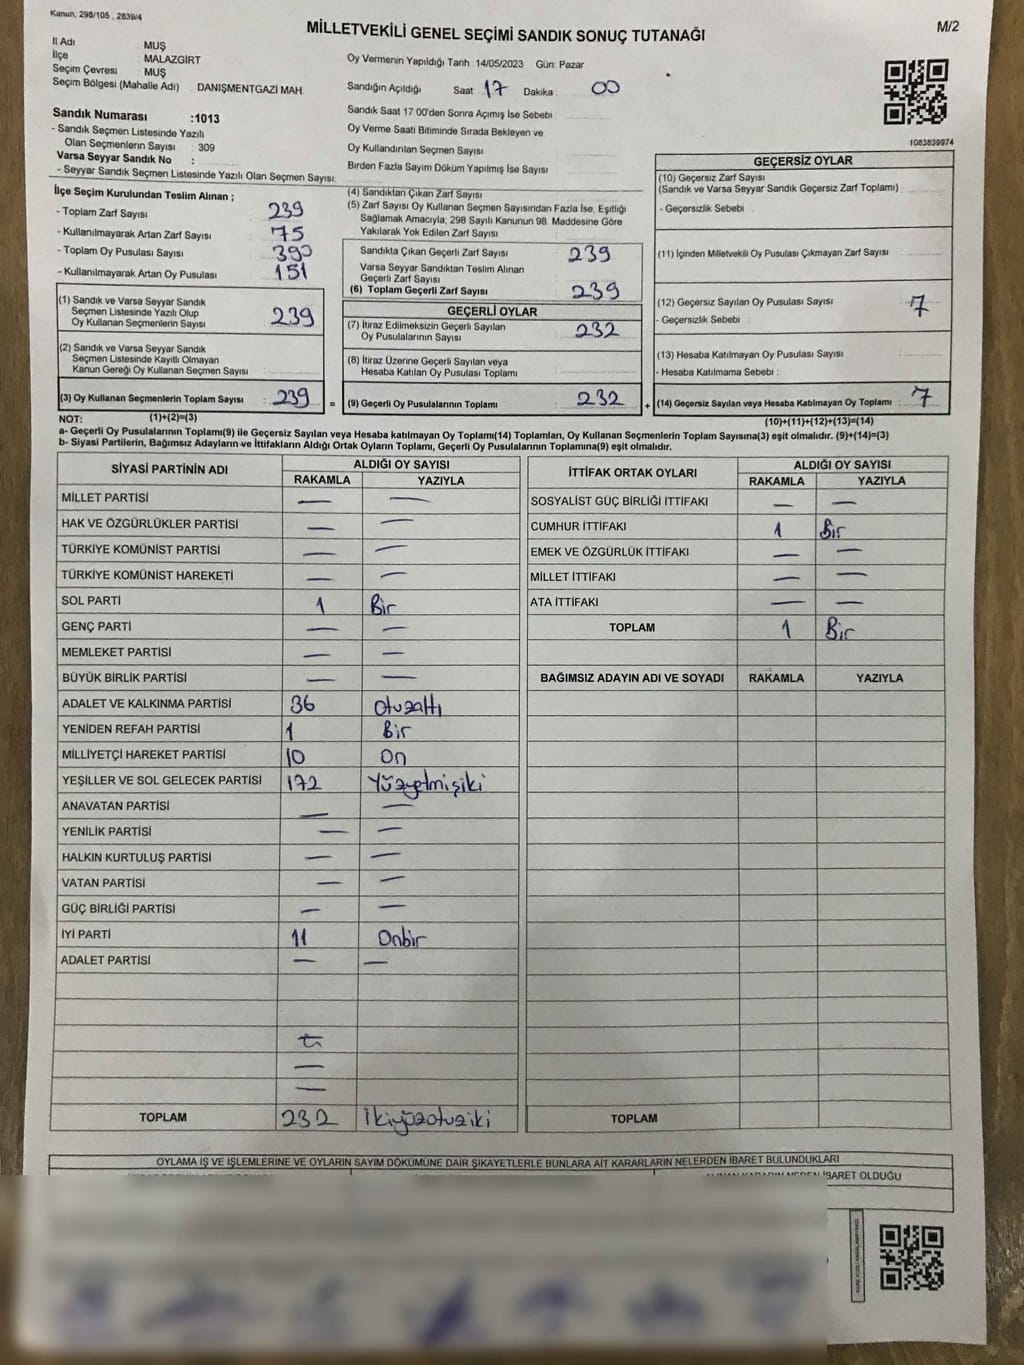 Kanun, 298/105 , 2839/4
MİLLETVEKİLİ GENEL SEÇİMİ SANDIK SONUÇ TUTANAĞI
M/2
İl Adı MUŞ
İlçe MALAZGİRT
Seçim Çevresi MUŞ
Seçim Bölgesi (Mahalle Adı) DANIŞMENTGAZİ MAH.
Oy Vermenin Yapıldığı Tarih :14/05/2023 Gün: Pazar
Sandığın Açıldığı Saat 17 Dakika : 00
Sandık Saat 17:00'den Sonra Açımış İse Sebebi
Oy Verme Saati Bitiminde Sırada Bekleyen ve
Oy Kullandırılan Seçmen Sayısı
Birden Fazla Sayım Döküm Yapılmış İse Sayısı
Sandık Numarası :1013
- Sandık Seçmen Listesinde Yazılı
Olan Seçmenlerin Sayısı : 309
Varsa Seyyar Sandık No :
- Seyyar Sandık Seçmen Listesinde Yazılı Olan Seçmen Sayısı:
1083839974
İlçe Seçim Kurulundan Teslim Alınan ;
- Toplam Zarf Sayısı 239
- Kullanılmayarak Artan Zarf Sayısı 75
- Toplam Oy Pusulası Sayısı 390
- Kullanılmayarak Artan Oy Pusulası 151
(1) Sandık ve Varsa Seyyar Sandık
Seçmen Listesinde Yazılı Olup
Oy Kullanan Seçmenlerin Sayısı 239
(2) Sandık ve Varsa Seyyar Sandık
Seçmen Listesinde Kayıtlı Olmayan
Kanun Gereği Oy Kullanan Seçmen Sayısı :
(3) Oy Kullanan Seçmenlerin Toplam Sayısı : 239 =
(4) Sandıktan Çıkan Zarf Sayısı
(5) Zarf Sayısı Oy Kullanan Seçmen Sayısından Fazla İse, Eşitliği
Sağlamak Amacıyla; 298 Sayılı Kanunun 98. Maddesine Göre
Yakılarak Yok Edilen Zarf Sayısı
Sandıkta Çıkan Geçerli Zarf Sayısı 239
Varsa Seyyar Sandıktan Teslim Alınan
Geçerli Zarf Sayısı
(6) Toplam Geçerli Zarf Sayısı 239
GEÇERLİ OYLAR
(7) İtiraz Edilmeksizin Geçerli Sayılan
Oy Pusulalarının Sayısı 232
(8) İtiraz Üzerine Geçerli Sayılan veya
Hesaba Katılan Oy Pusulası Toplamı
(9) Geçerli Oy Pusulalarının Toplamı 232 +
GEÇERSİZ OYLAR
(10) Geçersiz Zarf Sayısı
(Sandık ve Varsa Seyyar Sandık Geçersiz Zarf Toplamı) :
- Geçersizlik Sebebi
(11) İçinden Milletvekili Oy Pusulası Çıkmayan Zarf Sayısı
(12) Geçersiz Sayılan Oy Pusulası Sayısı 7
- Geçersizlik Sebebi :
(13) Hesaba Katılmayan Oy Pusulası Sayısı
- Hesaba Katılmama Sebebi :
(14) Geçersiz Sayılan veya Hesaba Katılmayan Oy Toplamı : 7
NOT: (1)+(2)=(3)
(10)+(11)+(12)+(13)=(14)
a- Geçerli Oy Pusulalarının Toplamı(9) ile Geçersiz Sayılan veya Hesaba katılmayan Oy Toplamı(14) Toplamları, Oy Kullanan Seçmenlerin Toplam Sayısına(3) eşit olmalıdır. (9)+(14)=(3)
b- Siyasi Partilerin, Bağımsız Adayların ve İttifakların Aldığı Ortak Oyların Toplamı, Geçerli Oy Pusulalarının Toplamına(9) eşit olmalıdır.
SİYASİ PARTİNİN ADI ALDIĞI OY SAYISI
RAKAMLA YAZIYLA
MİLLET PARTİSİ — —
HAK VE ÖZGÜRLÜKLER PARTİSİ — —
TÜRKİYE KOMÜNİST PARTİSİ — —
TÜRKİYE KOMÜNİST HAREKETİ — —
SOL PARTİ 1 Bir
GENÇ PARTİ — —
MEMLEKET PARTİSİ — —
BÜYÜK BİRLİK PARTİSİ — —
ADALET VE KALKINMA PARTİSİ 36 otuzaltı
YENİDEN REFAH PARTİSİ 1 Bir
MİLLİYETÇİ HAREKET PARTİSİ 10 on
YEŞİLLER VE SOL GELECEK PARTİSİ 172 Yüzyetmişiki
ANAVATAN PARTİSİ — —
YENİLİK PARTİSİ — —
HALKIN KURTULUŞ PARTİSİ — —
VATAN PARTİSİ — —
GÜÇ BİRLİĞİ PARTİSİ — —
İYİ PARTİ 11 Onbir
ADALET PARTİSİ — —
—
—
TOPLAM 232 İkiyüzotuziki
İTTİFAK ORTAK OYLARI ALDIĞI OY SAYISI
RAKAMLA YAZIYLA
SOSYALİST GÜÇ BİRLİĞİ İTTİFAKI — —
CUMHUR İTTİFAKI 1 Bir
EMEK VE ÖZGÜRLÜK İTTİFAKI — —
MİLLET İTTİFAKI — —
ATA İTTİFAKI — —
TOPLAM 1 Bir
BAĞIMSIZ ADAYIN ADI VE SOYADI RAKAMLA YAZIYLA
TOPLAM
OYLAMA İŞ VE İŞLEMLERİNE VE OYLARIN SAYIM DÖKÜMÜNE DAİR ŞİKAYETLERLE BUNLARA AİT KARARLARIN NELERDEN İBARET BULUNDUKLARI
İBARET OLDUĞU